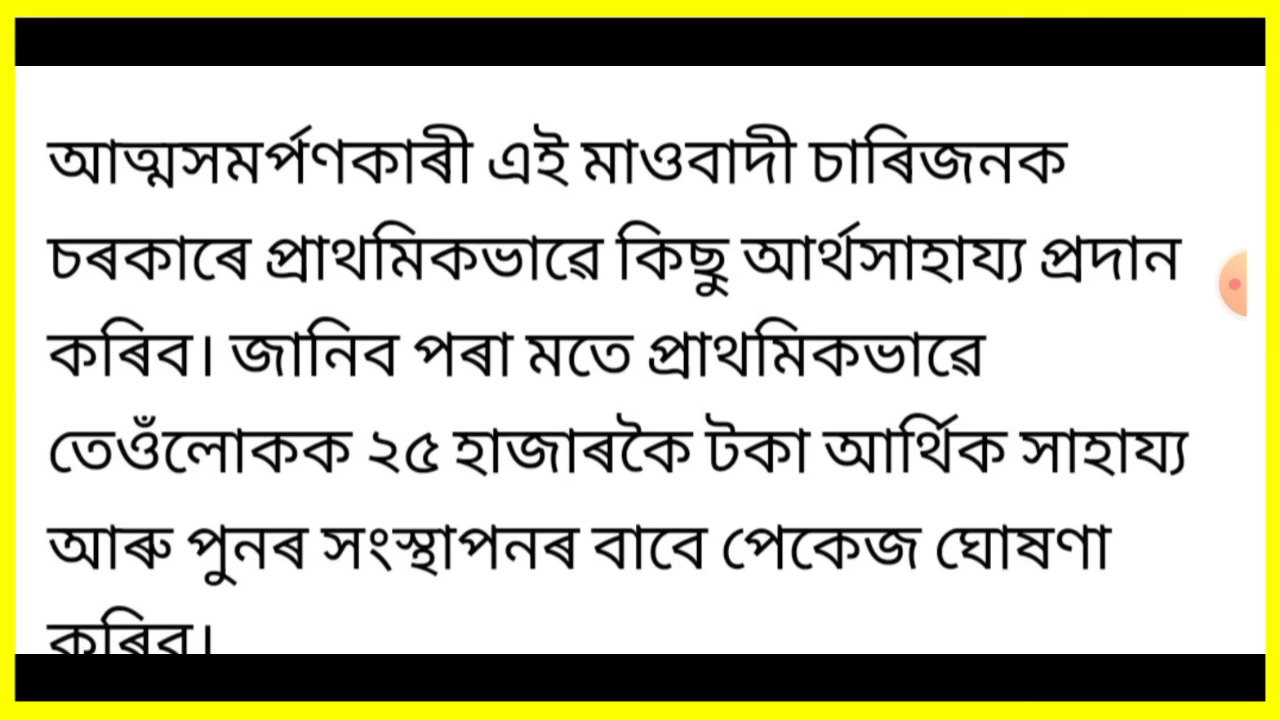 আত্মসমৰ্পণকাৰী এই মাওবাদী চাৰিজনক
চৰকাৰে প্ৰাথমিকভাৱে কিছু আৰ্থসাহায্য প্ৰদান
কৰিব। জানিব পৰা মতে প্ৰাথমিকভাৱে
তেওঁলোকক ২৫ হাজাৰকৈ টকা আৰ্থিক সাহায্য
আৰু পুনৰ সংস্থাপনৰ বাবে পেকেজ ঘোষণা
কৰিব।